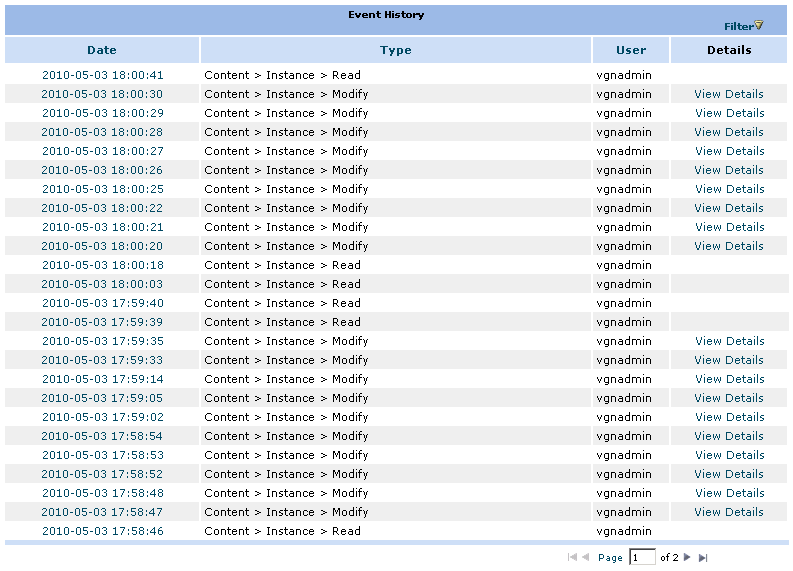 Event History
Filter
Date Type User Details
2010-05-03 18:00:41 Content > Instance > Read vgnadmin
2010-05-03 18:00:30 Content > Instance > Modify vgnadmin View Details
2010-05-03 18:00:29 Content > Instance > Modify vgnadmin View Details
2010-05-03 18:00:28 Content > Instance > Modify vgnadmin View Details
2010-05-03 18:00:27 Content > Instance > Modify vgnadmin View Details
2010-05-03 18:00:26 Content > Instance > Modify vgnadmin View Details
2010-05-03 18:00:25 Content > Instance > Modify vgnadmin View Details
2010-05-03 18:00:22 Content > Instance > Modify vgnadmin View Details
2010-05-03 18:00:21 Content > Instance > Modify vgnadmin View Details
2010-05-03 18:00:20 Content > Instance > Modify vgnadmin View Details
2010-05-03 18:00:18 Content > Instance > Read vgnadmin
2010-05-03 18:00:03 Content > Instance > Read vgnadmin
2010-05-03 17:59:40 Content > Instance > Read vgnadmin
2010-05-03 17:59:39 Content > Instance > Read vgnadmin
2010-05-03 17:59:35 Content > Instance > Modify vgnadmin View Details
2010-05-03 17:59:33 Content > Instance > Modify vgnadmin View Details
2010-05-03 17:59:14 Content > Instance > Modify vgnadmin View Details
2010-05-03 17:59:05 Content > Instance > Modify vgnadmin View Details
2010-05-03 17:59:02 Content > Instance > Modify vgnadmin View Details
2010-05-03 17:58:54 Content > Instance > Modify vgnadmin View Details
2010-05-03 17:58:53 Content > Instance > Modify vgnadmin View Details
2010-05-03 17:58:52 Content > Instance > Modify vgnadmin View Details
2010-05-03 17:58:48 Content > Instance > Modify vgnadmin View Details
2010-05-03 17:58:47 Content > Instance > Modify vgnadmin View Details
2010-05-03 17:58:46 Content > Instance > Read vgnadmin
Page 1 of 2